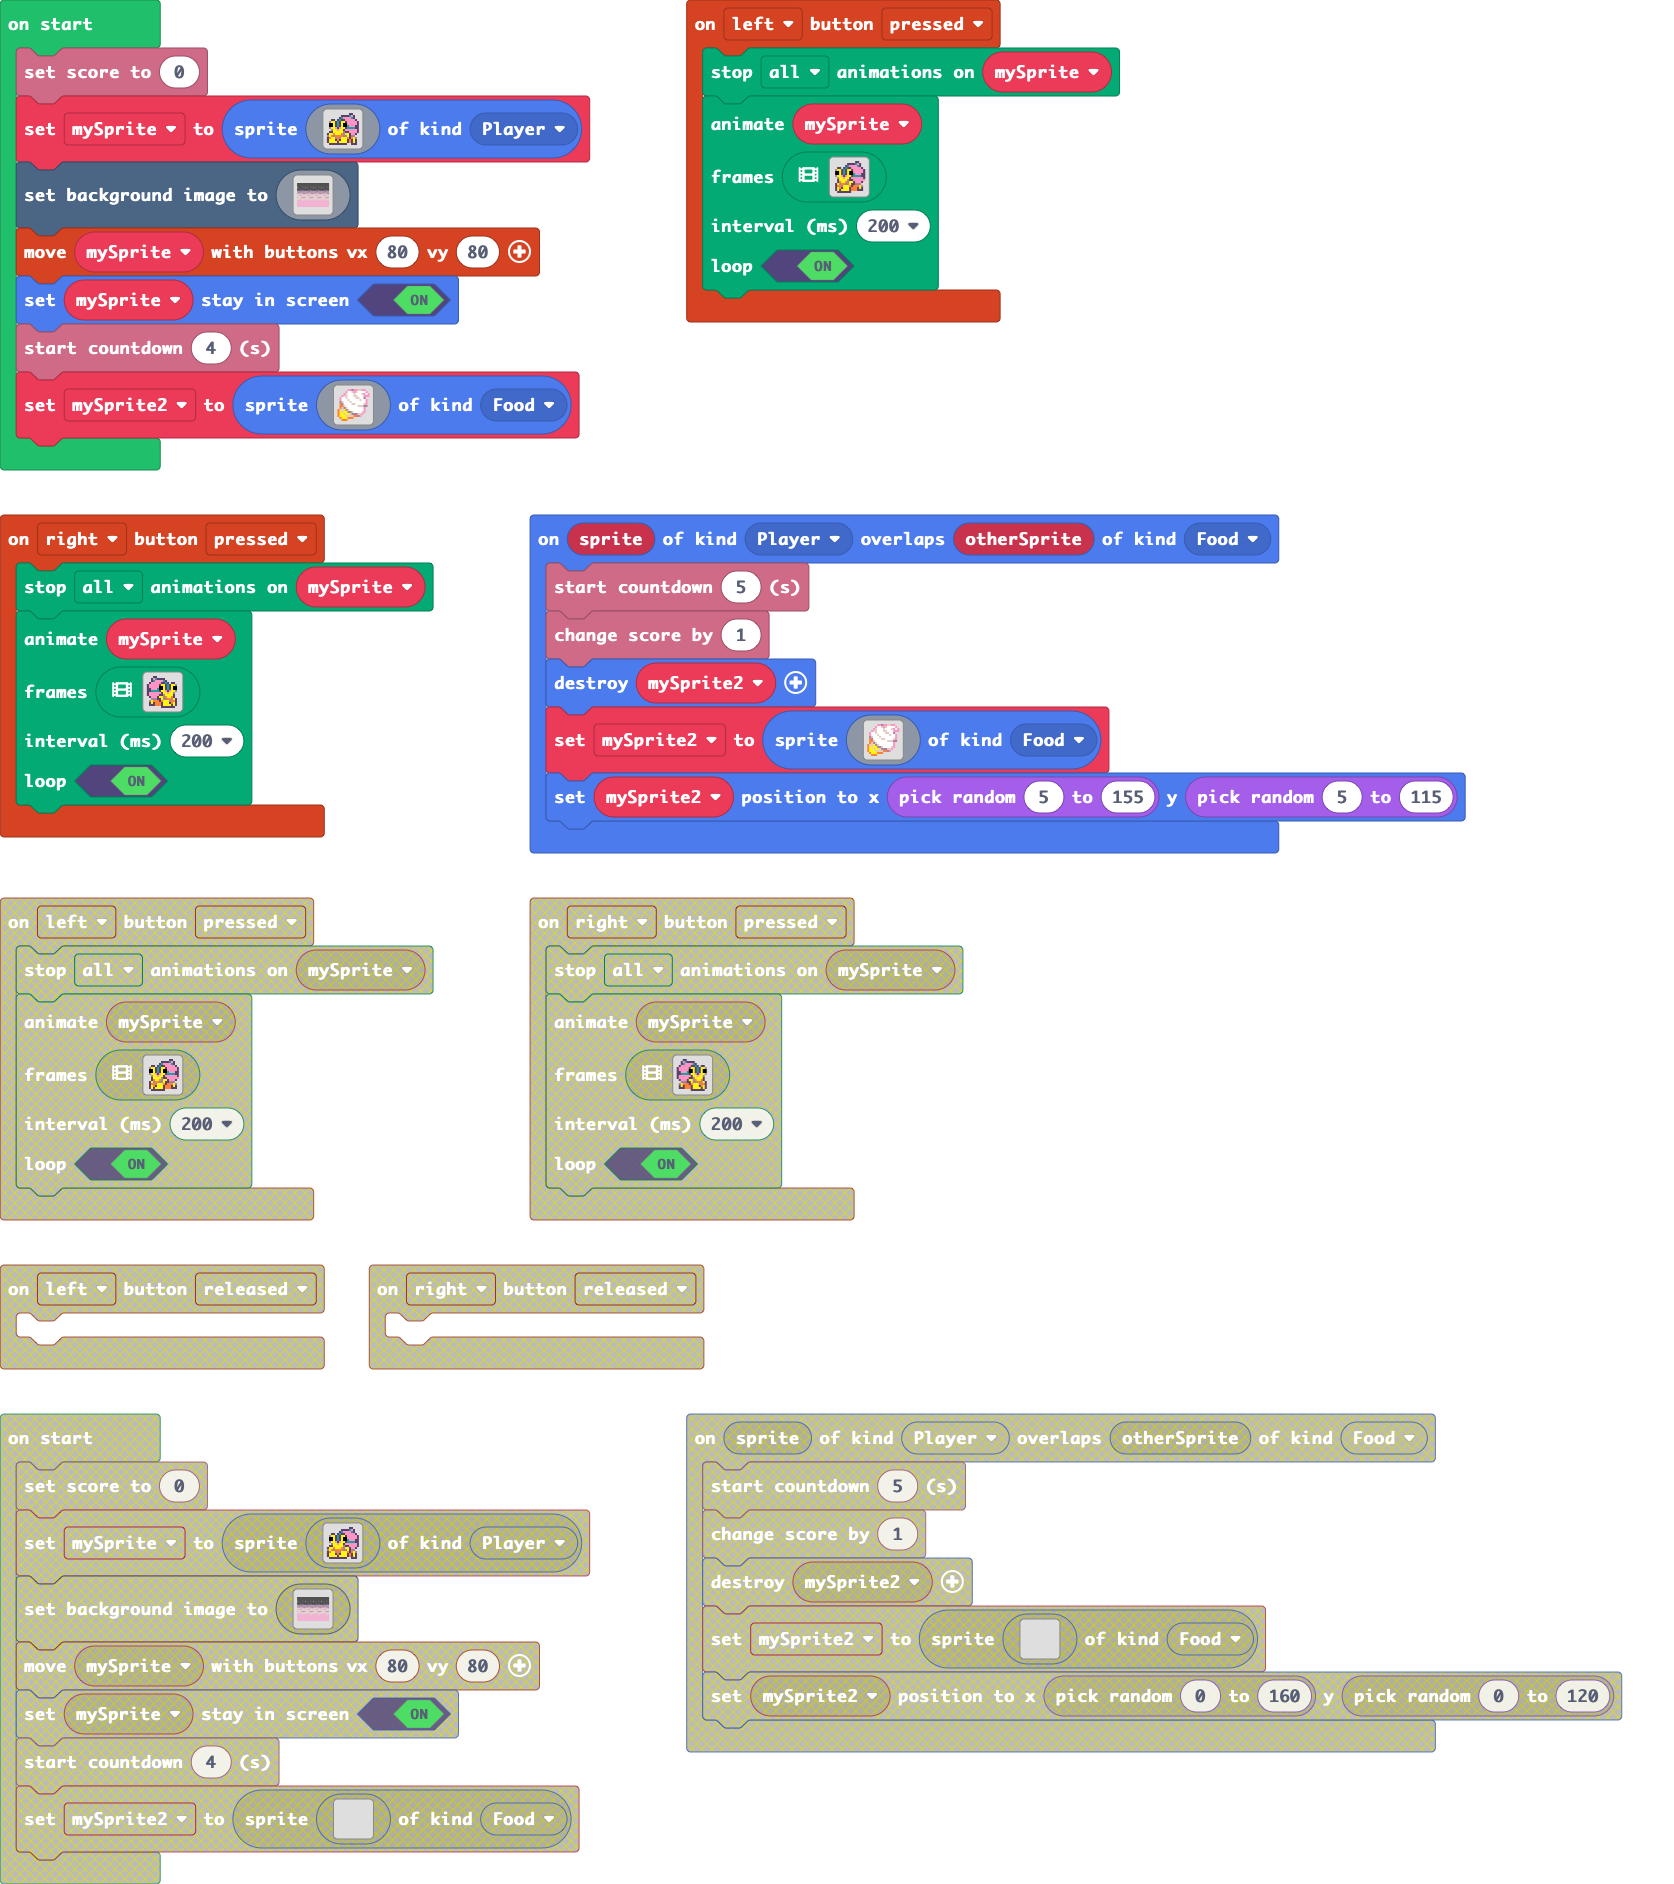 on start
set score to 0
set mySprite to sprite of kind Player
set background image to
move mySprite with buttons vx 80 vy 80
set mySprite stay in screen ON
start countdown 4 (s)
set mySprite2 to sprite of kind Food
on left button pressed
stop all animations on mySprite
animate mySprite
frames
interval (ms) 200
loop ON
on right button pressed
stop all animations on mySprite
animate mySprite
frames
interval (ms) 200
loop ON
on sprite of kind Player overlaps otherSprite of kind Food
start countdown 5 (s)
change score by 1
destroy mySprite2
set mySprite2 to sprite of kind Food
set mySprite2 position to x pick random 5 to 155 y pick random 5 to 115
on left button pressed
stop all animations on mySprite
animate mySprite
frames
interval (ms) 200
loop ON
on right button pressed
stop all animations on mySprite
animate mySprite
frames
interval (ms) 200
loop ON
on left button released
on right button released
on start
set score to 0
set mySprite to sprite of kind Player
set background image to
move mySprite with buttons vx 80 vy 80
set mySprite stay in screen ON
start countdown 4 (s)
set mySprite2 to sprite of kind Food
on sprite of kind Player overlaps otherSprite of kind Food
start countdown 5 (s)
change score by 1
destroy mySprite2
set mySprite2 to sprite of kind Food
set mySprite2 position to x pick random 0 to 160 y pick random 0 to 120